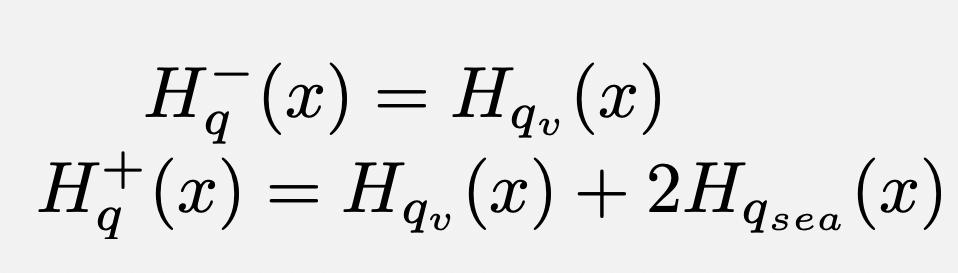 $H_q^-(x) = H_{q_v}(x)$
$H_q^+(x) = H_{q_v}(x) + 2H_{q_{sea}}(x)$